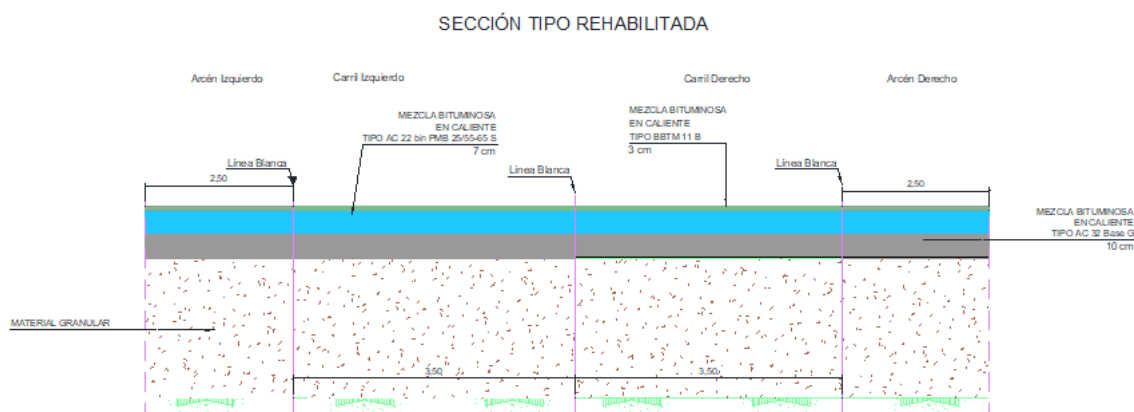 SECCIÓN TIPO REHABILITADA
Arcén Izquierdo
Carril Izquierdo
Carril Derecho
Arcén Derecho
MEZCLA BITUMINOSA
EN CALIENTE
TIPO AC 22 bin PMB 25/55-65 S
7 cm
MEZCLA BITUMINOSA
EN CALIENTE
TIPO BBTM 11 B
3 cm
Línea Blanca
Línea Blanca
Línea Blanca
2,50
2,50
MEZCLA BITUMINOSA
EN CALIENTE
TIPO AC 32 Base G
10 cm
MATERIAL GRANULAR
3,50
3,50